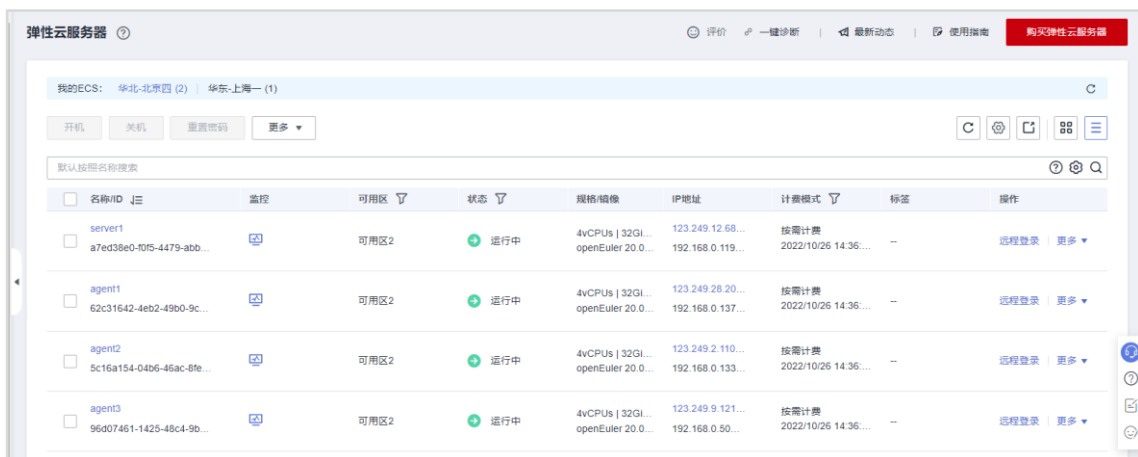 弹性云服务器
评价 一键诊断 | 最新动态 | 使用指南 购买弹性云服务器
我的ECS： 华北-北京四 (2) | 华东-上海一 (1)
开机 关机 重置密码 更多
默认按照名称搜索
名称/ID 监控 可用区 状态 规格/镜像 IP地址 计费模式 标签 操作
server1
a7ed38e0-f0f5-4479-abb... 可用区2 运行中 4vCPUs | 32Gi... openEuler 20.0... 123.249.12.68... 192.168.0.119... 按需计费 2022/10/26 14:36:... -- 远程登录 | 更多
agent1
62c31642-4eb2-49b0-9c... 可用区2 运行中 4vCPUs | 32Gi... openEuler 20.0... 123.249.28.20... 192.168.0.137... 按需计费 2022/10/26 14:36:... -- 远程登录 | 更多
agent2
5c16a154-04b6-46ac-8fe... 可用区2 运行中 4vCPUs | 32Gi... openEuler 20.0... 123.249.2.110... 192.168.0.133... 按需计费 2022/10/26 14:36:... -- 远程登录 | 更多
agent3
96d07461-1425-48c4-9b... 可用区2 运行中 4vCPUs | 32Gi... openEuler 20.0... 123.249.9.121... 192.168.0.50... 按需计费 2022/10/26 14:36:... -- 远程登录 | 更多